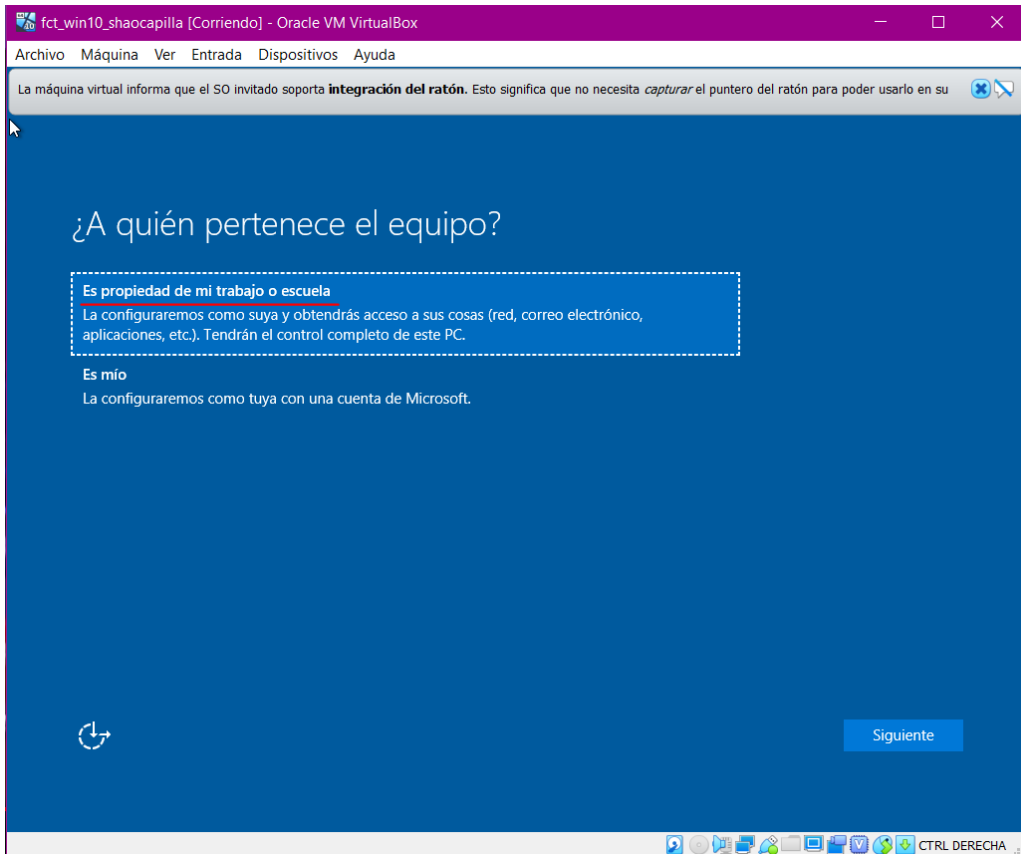 fct_win10_shaocapilla [Corriendo] - Oracle VM VirtualBox
Archivo Máquina Ver Entrada Dispositivos Ayuda
La máquina virtual informa que el SO invitado soporta integración del ratón. Esto significa que no necesita capturar el puntero del ratón para poder usarlo en su
¿A quién pertenece el equipo?
Es propiedad de mi trabajo o escuela
La configuraremos como suya y obtendrás acceso a sus cosas (red, correo electrónico,
aplicaciones, etc.). Tendrán el control completo de este PC.
Es mío
La configuraremos como tuya con una cuenta de Microsoft.
Siguiente
CTRL DERECHA